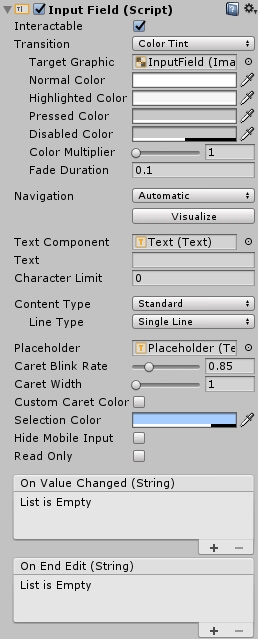 Input Field (Script)
Interactable
Transition Color Tint
Target Graphic InputField (Ima
Normal Color
Highlighted Color
Pressed Color
Disabled Color
Color Multiplier 1
Fade Duration 0.1
Navigation Automatic
Visualize
Text Component Text (Text)
Text
Character Limit 0
Content Type Standard
Line Type Single Line
Placeholder Placeholder (Te
Caret Blink Rate 0.85
Caret Width 1
Custom Caret Color
Selection Color
Hide Mobile Input
Read Only
On Value Changed (String)
List is Empty
On End Edit (String)
List is Empty